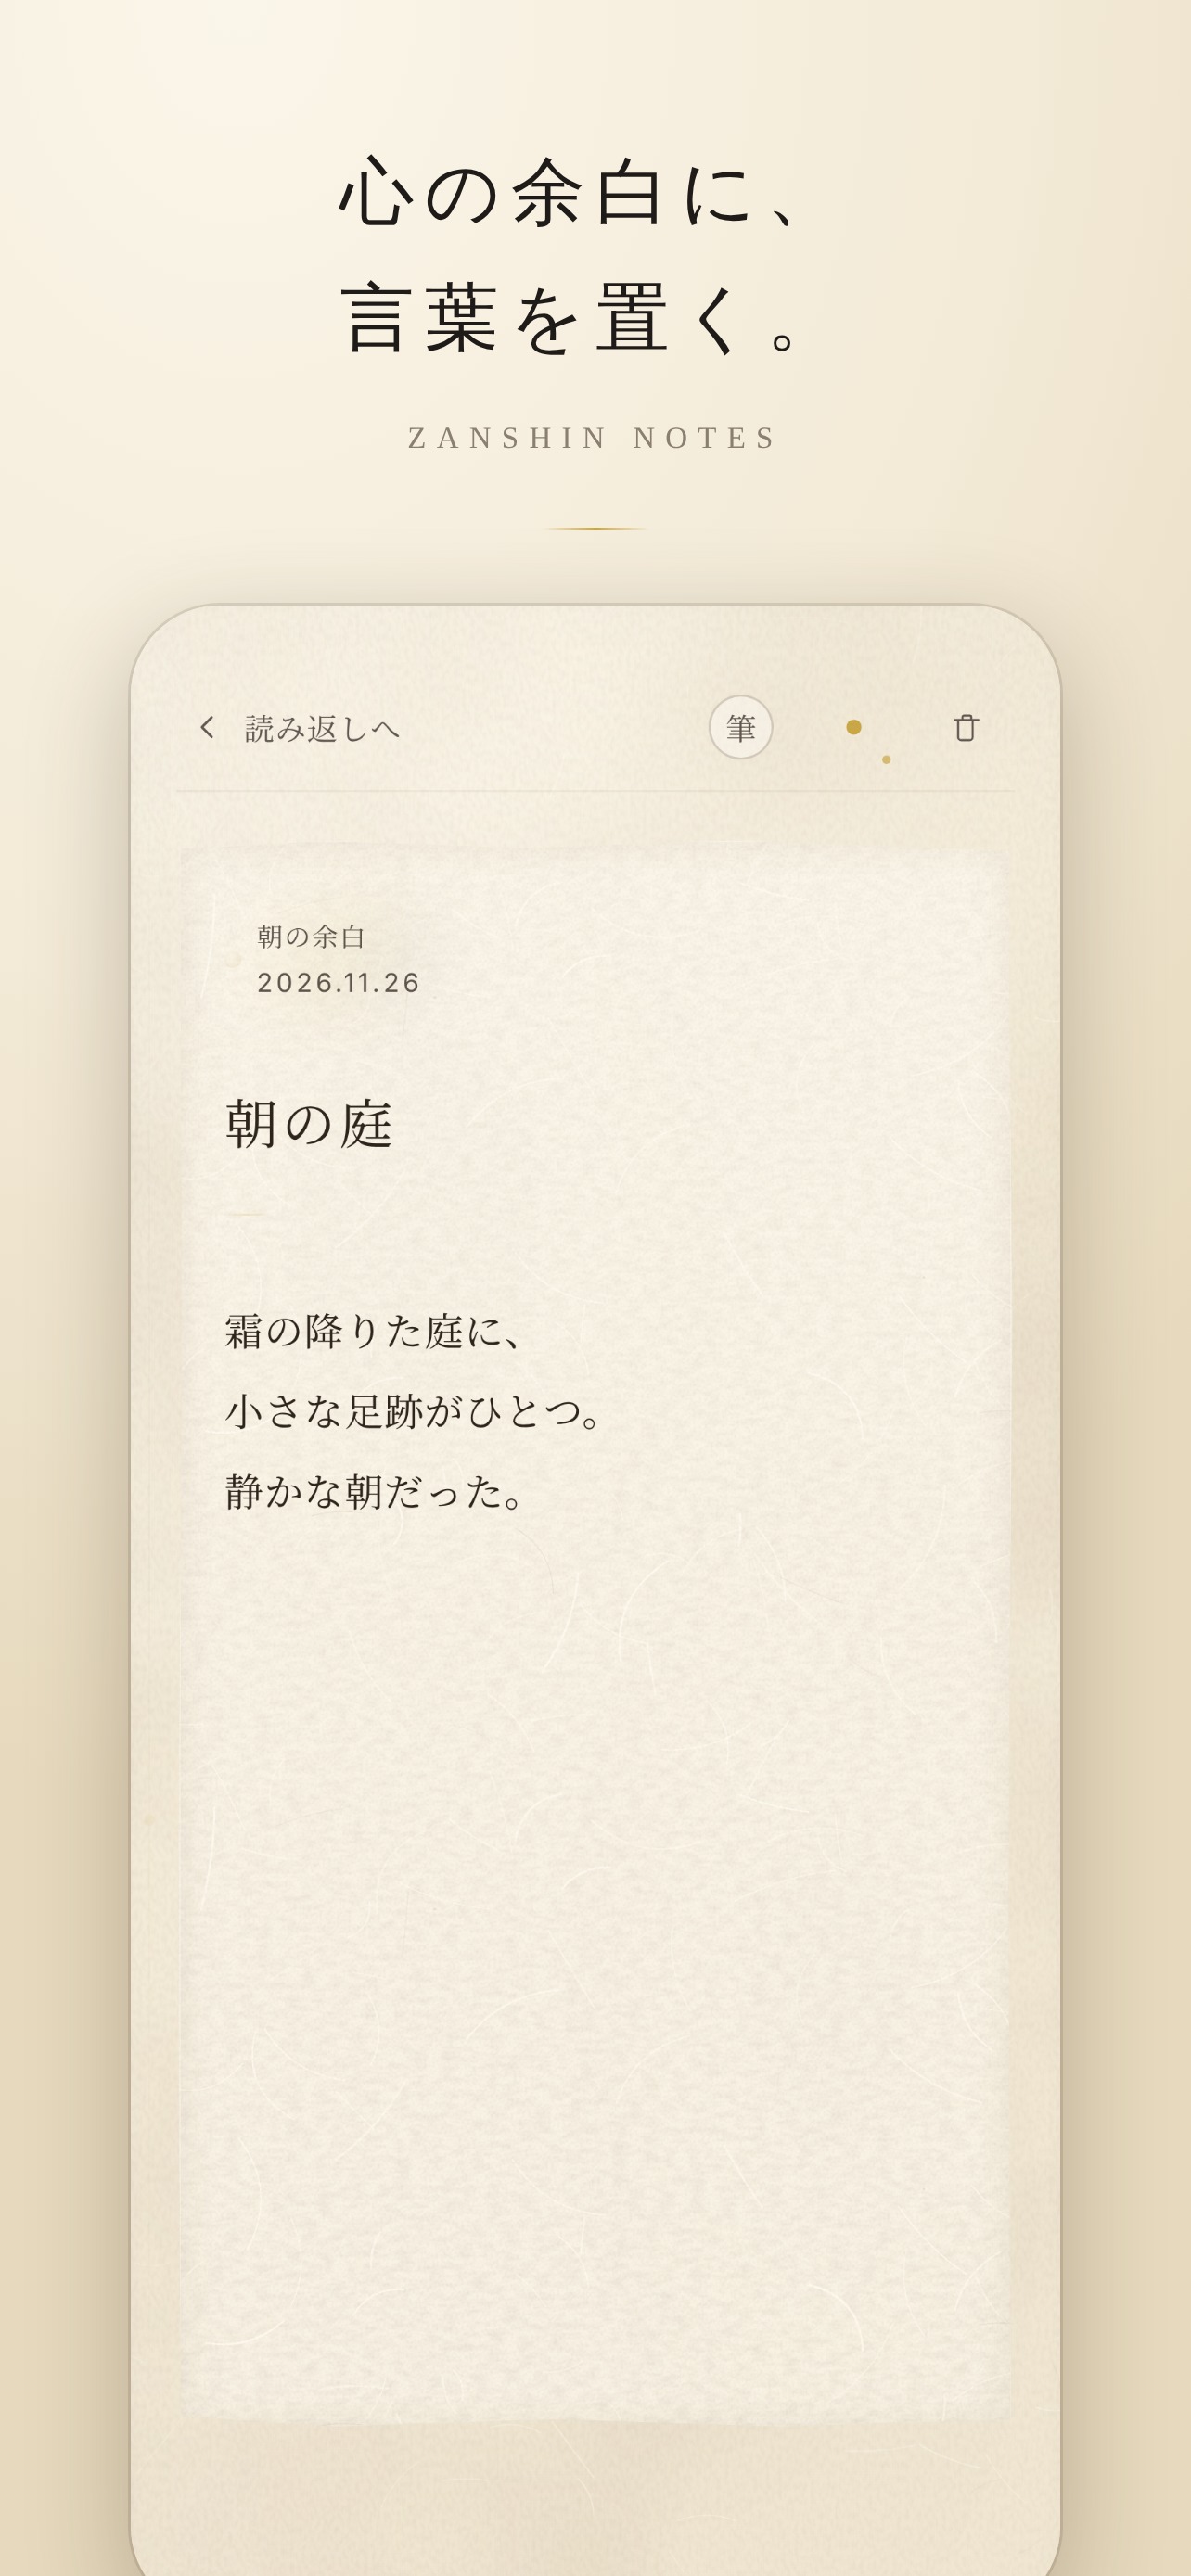 心の余白に、
言葉を置く。
ZANSHIN NOTES
読み返しへ 筆
朝の余白
2026.11.26
朝の庭
霜の降りた庭に、
小さな足跡がひとつ。
静かな朝だった。